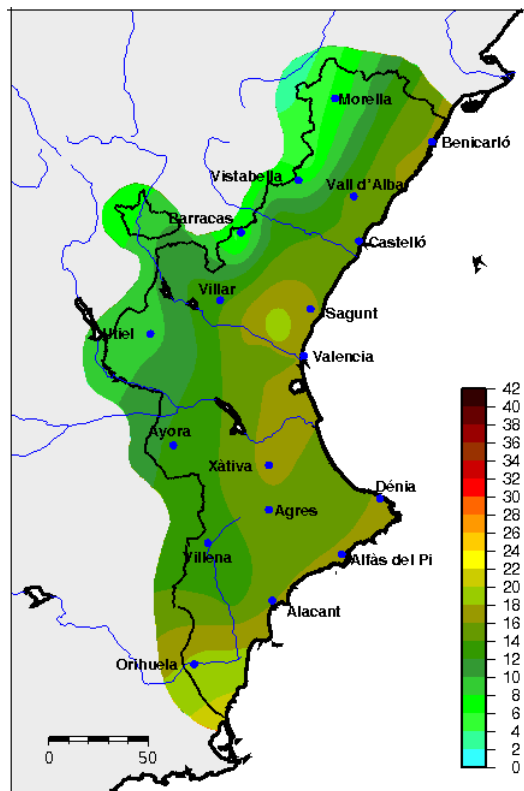 Morella
Benicarló
Vistabella
Vall d'Alba
Barracas
Castelló
Villar
Sagunt
Utiel
Valencia
42
40
38
36
34
32
30
28
26
24
22
20
18
16
14
12
10
8
6
4
2
0
Ayora
Xàtiva
Dénia
Agres
Villena
Alfàs del Pi
Alacant
Orihuela
0 50